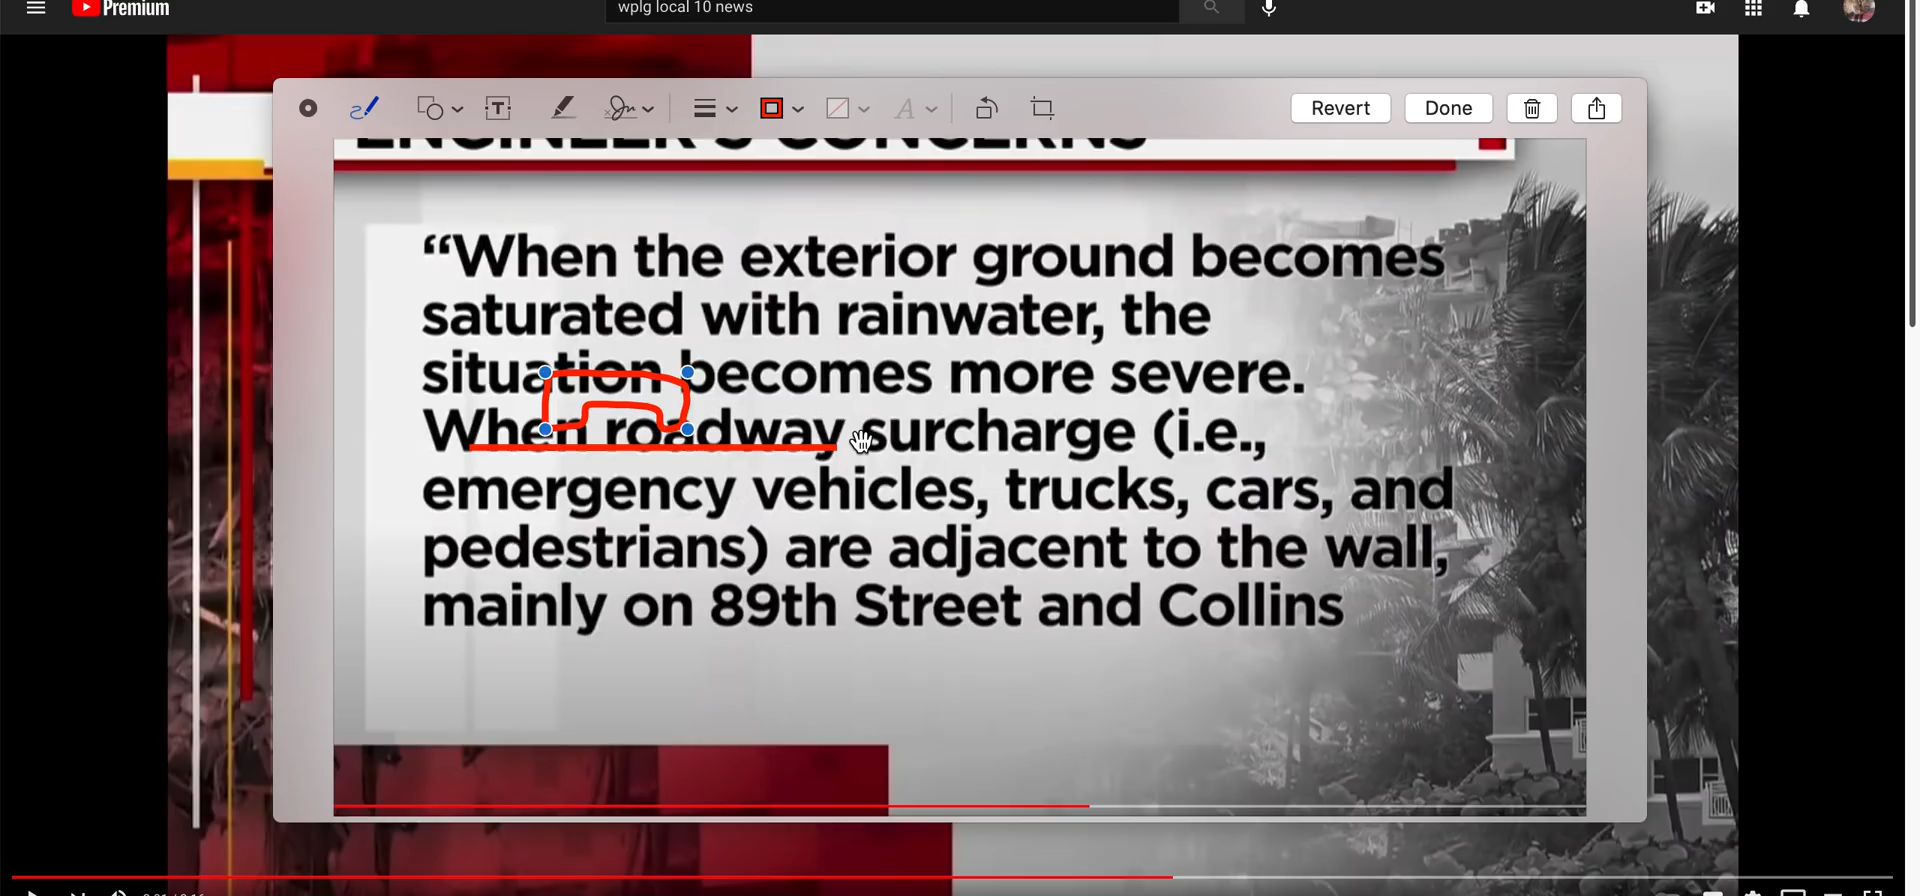 Premium
wplg local 10 news
Revert
Done
ENGINEER'S CONCERNS
“When the exterior ground becomes
saturated with rainwater, the
situation becomes more severe.
When roadway surcharge (i.e.,
emergency vehicles, trucks, cars, and
pedestrians) are adjacent to the wall,
mainly on 89th Street and Collins